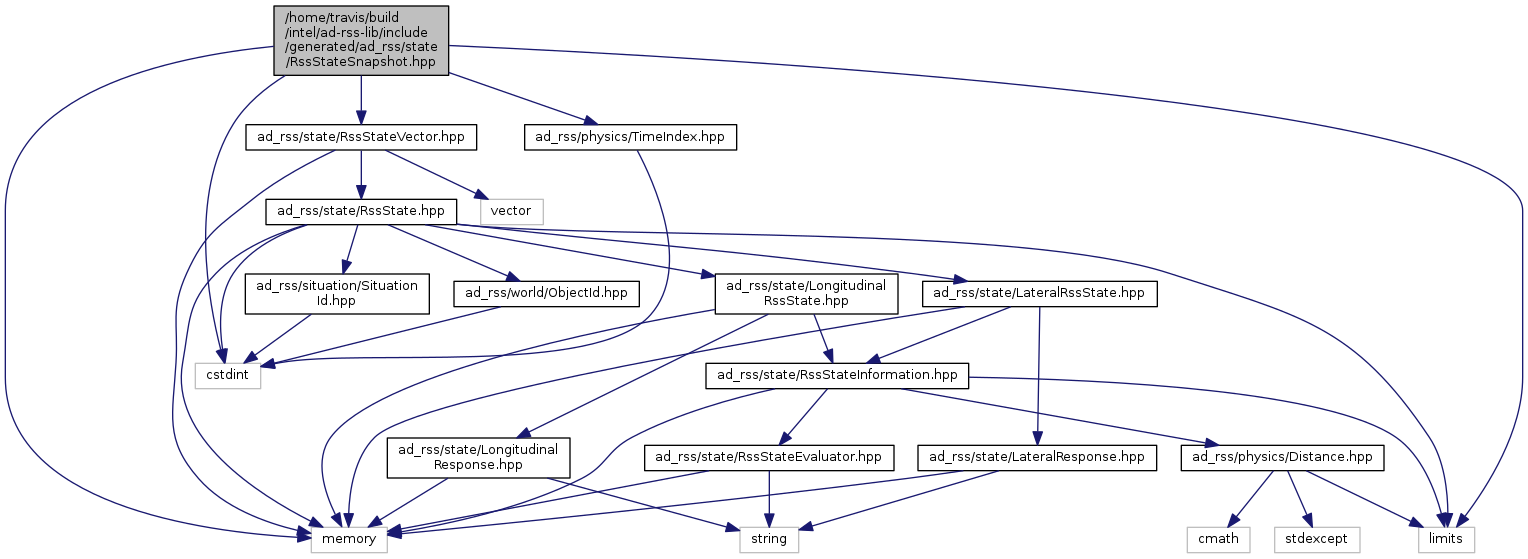 /home/travis/build
/intel/ad-rss-lib/include
/generated/ad_rss/state
/RssStateSnapshot.hpp
ad_rss/state/RssStateVector.hpp
ad_rss/physics/TimeIndex.hpp
ad_rss/state/RssState.hpp
vector
ad_rss/situation/Situation
Id.hpp
ad_rss/world/ObjectId.hpp
ad_rss/state/Longitudinal
RssState.hpp
ad_rss/state/LateralRssState.hpp
cstdint
ad_rss/state/RssStateInformation.hpp
ad_rss/state/Longitudinal
Response.hpp
ad_rss/state/RssStateEvaluator.hpp
ad_rss/state/LateralResponse.hpp
ad_rss/physics/Distance.hpp
memory
string
cmath
stdexcept
limits